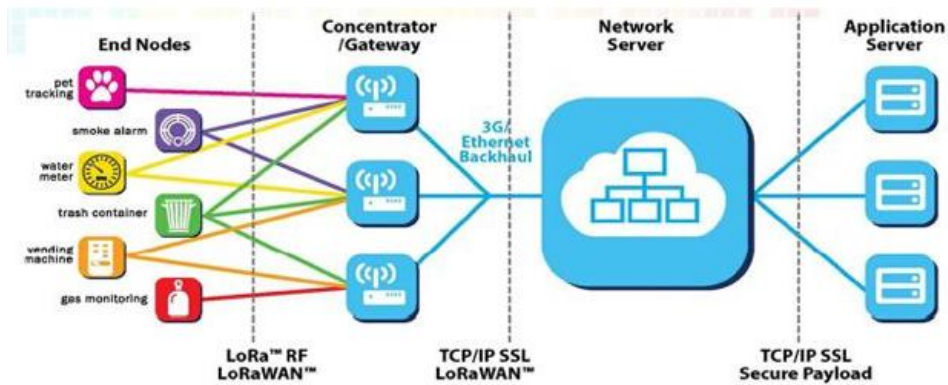 End Nodes
Concentrator
/Gateway
Network
Server
Application
Server
pet
tracking
smoke alarm
water
meter
trash container
vending
machine
gas monitoring
3G/
Ethernet
Backhaul
LoRa™ RF
LoRaWAN™
TCP/IP SSL
LoRaWAN™
TCP/IP SSL
Secure Payload